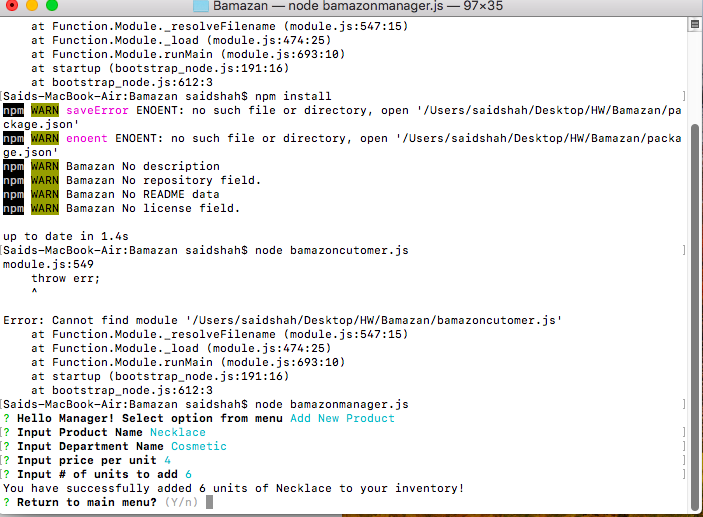 Bamazan — node bamazonmanager.js — 97×35
    at Function.Module._resolveFilename (module.js:547:15)
    at Function.Module._load (module.js:474:25)
    at Function.Module.runMain (module.js:693:10)
    at startup (bootstrap_node.js:191:16)
    at bootstrap_node.js:612:3
[Saids-MacBook-Air:Bamazan saidshah$ npm install ]
npm WARN saveError ENOENT: no such file or directory, open '/Users/saidshah/Desktop/HW/Bamazan/pa
ckage.json'
npm WARN enoent ENOENT: no such file or directory, open '/Users/saidshah/Desktop/HW/Bamazan/packa
ge.json'
npm WARN Bamazan No description
npm WARN Bamazan No repository field.
npm WARN Bamazan No README data
npm WARN Bamazan No license field.

up to date in 1.4s
[Saids-MacBook-Air:Bamazan saidshah$ node bamazoncutomer.js ]
module.js:549
    throw err;
    ^

Error: Cannot find module '/Users/saidshah/Desktop/HW/Bamazan/bamazoncutomer.js'
    at Function.Module._resolveFilename (module.js:547:15)
    at Function.Module._load (module.js:474:25)
    at Function.Module.runMain (module.js:693:10)
    at startup (bootstrap_node.js:191:16)
    at bootstrap_node.js:612:3
[Saids-MacBook-Air:Bamazan saidshah$ node bamazonmanager.js ]
? Hello Manager! Select option from menu Add New Product
[? Input Product Name Necklace ]
[? Input Department Name Cosmetic ]
[? Input price per unit 4 ]
[? Input # of units to add 6 ]
You have successfully added 6 units of Necklace to your inventory!
? Return to main menu? (Y/n)